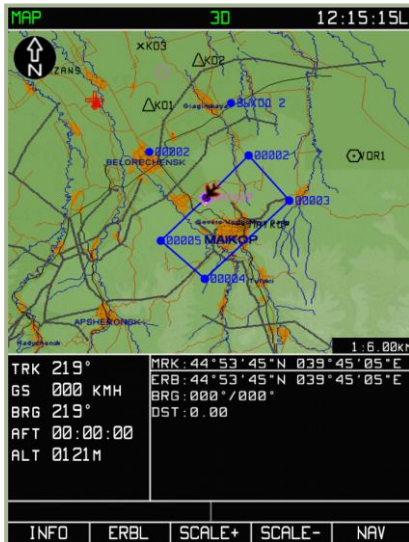 MAP 3D 12:15:15L
N
×K03
△K02
ZANS
△K01
Giaginskaya
ВЫХОД 2
00002
BELORECHENSK
00002
VOR1
00003
MAIKOP
00005
Tulski
00004
APSHERONSK
1:6.00KM
TRK 219°
GS 000 KMH
BRG 219°
AFT 00:00:00
ALT 0121M
MRK:44°53'45"N 039°45'05"E
ERB:44°53'45"N 039°45'05"E
BRG:000°/000°
DST:0.00
INFO ERBL SCALE+ SCALE- NAV